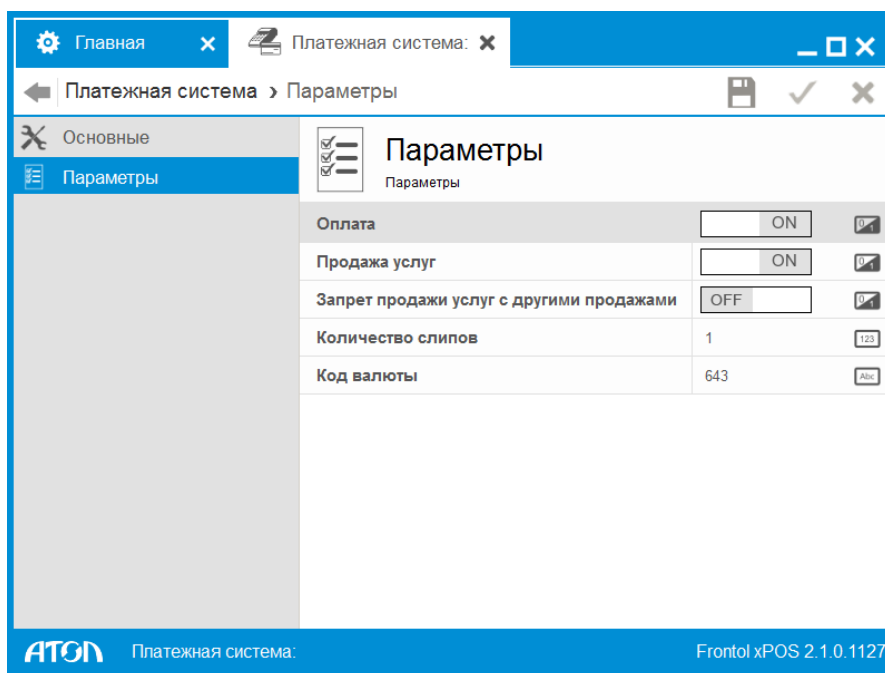 Главная
Платежная система:
Платежная система › Параметры
Основные
Параметры
Параметры
Параметры
Оплата ON
Продажа услуг ON
Запрет продажи услуг с другими продажами OFF
Количество слипов 1 123
Код валюты 643 Abc
АТОЛ Платежная система: Frontol xPOS 2.1.0.1127